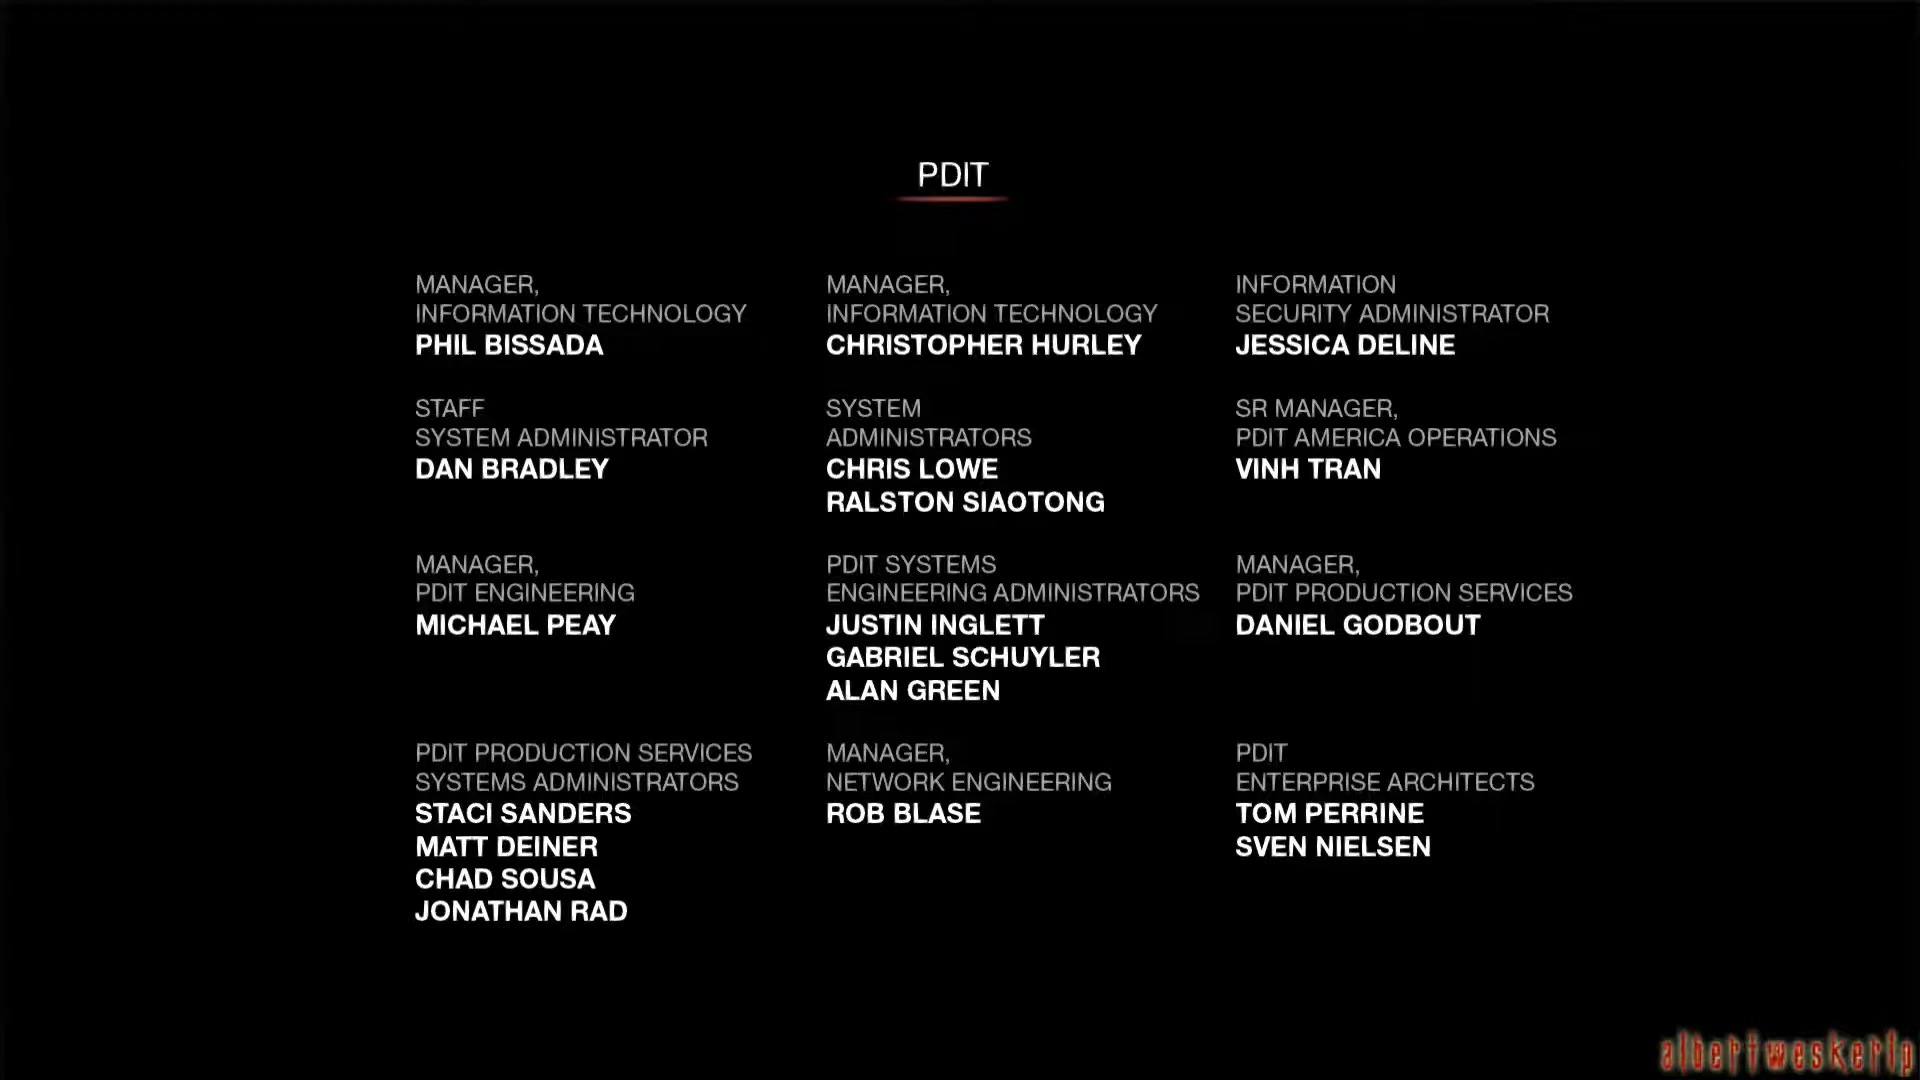 PDIT
MANAGER,
INFORMATION TECHNOLOGY
PHIL BISSADA
MANAGER,
INFORMATION TECHNOLOGY
CHRISTOPHER HURLEY
INFORMATION
SECURITY ADMINISTRATOR
JESSICA DELINE
STAFF
SYSTEM ADMINISTRATOR
DAN BRADLEY
SYSTEM
ADMINISTRATORS
CHRIS LOWE
RALSTON SIAOTONG
SR MANAGER,
PDIT AMERICA OPERATIONS
VINH TRAN
MANAGER,
PDIT ENGINEERING
MICHAEL PEAY
PDIT SYSTEMS
ENGINEERING ADMINISTRATORS
JUSTIN INGLETT
GABRIEL SCHUYLER
ALAN GREEN
MANAGER,
PDIT PRODUCTION SERVICES
DANIEL GODBOUT
PDIT PRODUCTION SERVICES
SYSTEMS ADMINISTRATORS
STACI SANDERS
MATT DEINER
CHAD SOUSA
JONATHAN RAD
MANAGER,
NETWORK ENGINEERING
ROB BLASE
PDIT
ENTERPRISE ARCHITECTS
TOM PERRINE
SVEN NIELSEN
albertweskerlp